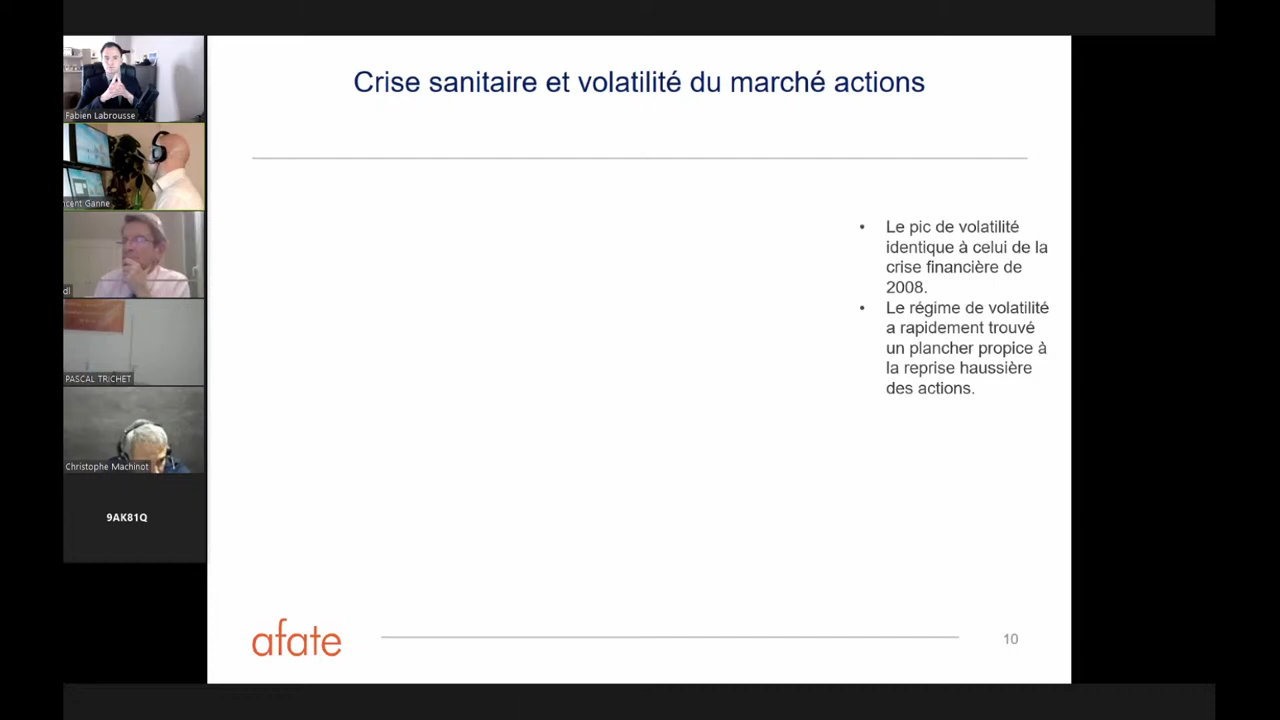 Crise sanitaire et volatilité du marché actions
Fabien Labrousse
cent Ganne
dl
PASCAL TRICHET
Christophe Machinot
9AK81Q
• Le pic de volatilité
identique à celui de la
crise financière de
2008.
• Le régime de volatilité
a rapidement trouvé
un plancher propice à
la reprise haussière
des actions.
afate
10